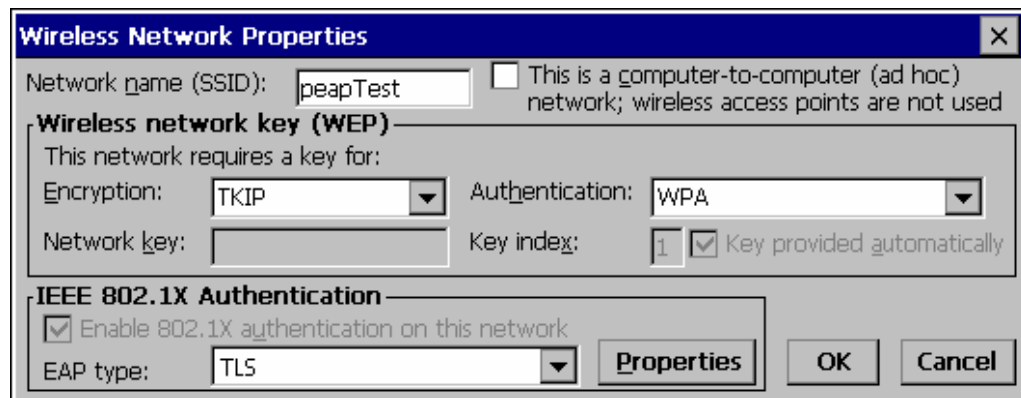 Wireless Network Properties
Network name (SSID): peapTest This is a computer-to-computer (ad hoc)
network; wireless access points are not used
Wireless network key (WEP)
This network requires a key for:
Encryption: TKIP Authentication: WPA
Network key: Key index: 1 Key provided automatically
IEEE 802.1X Authentication
Enable 802.1X authentication on this network
EAP type: TLS Properties OK Cancel